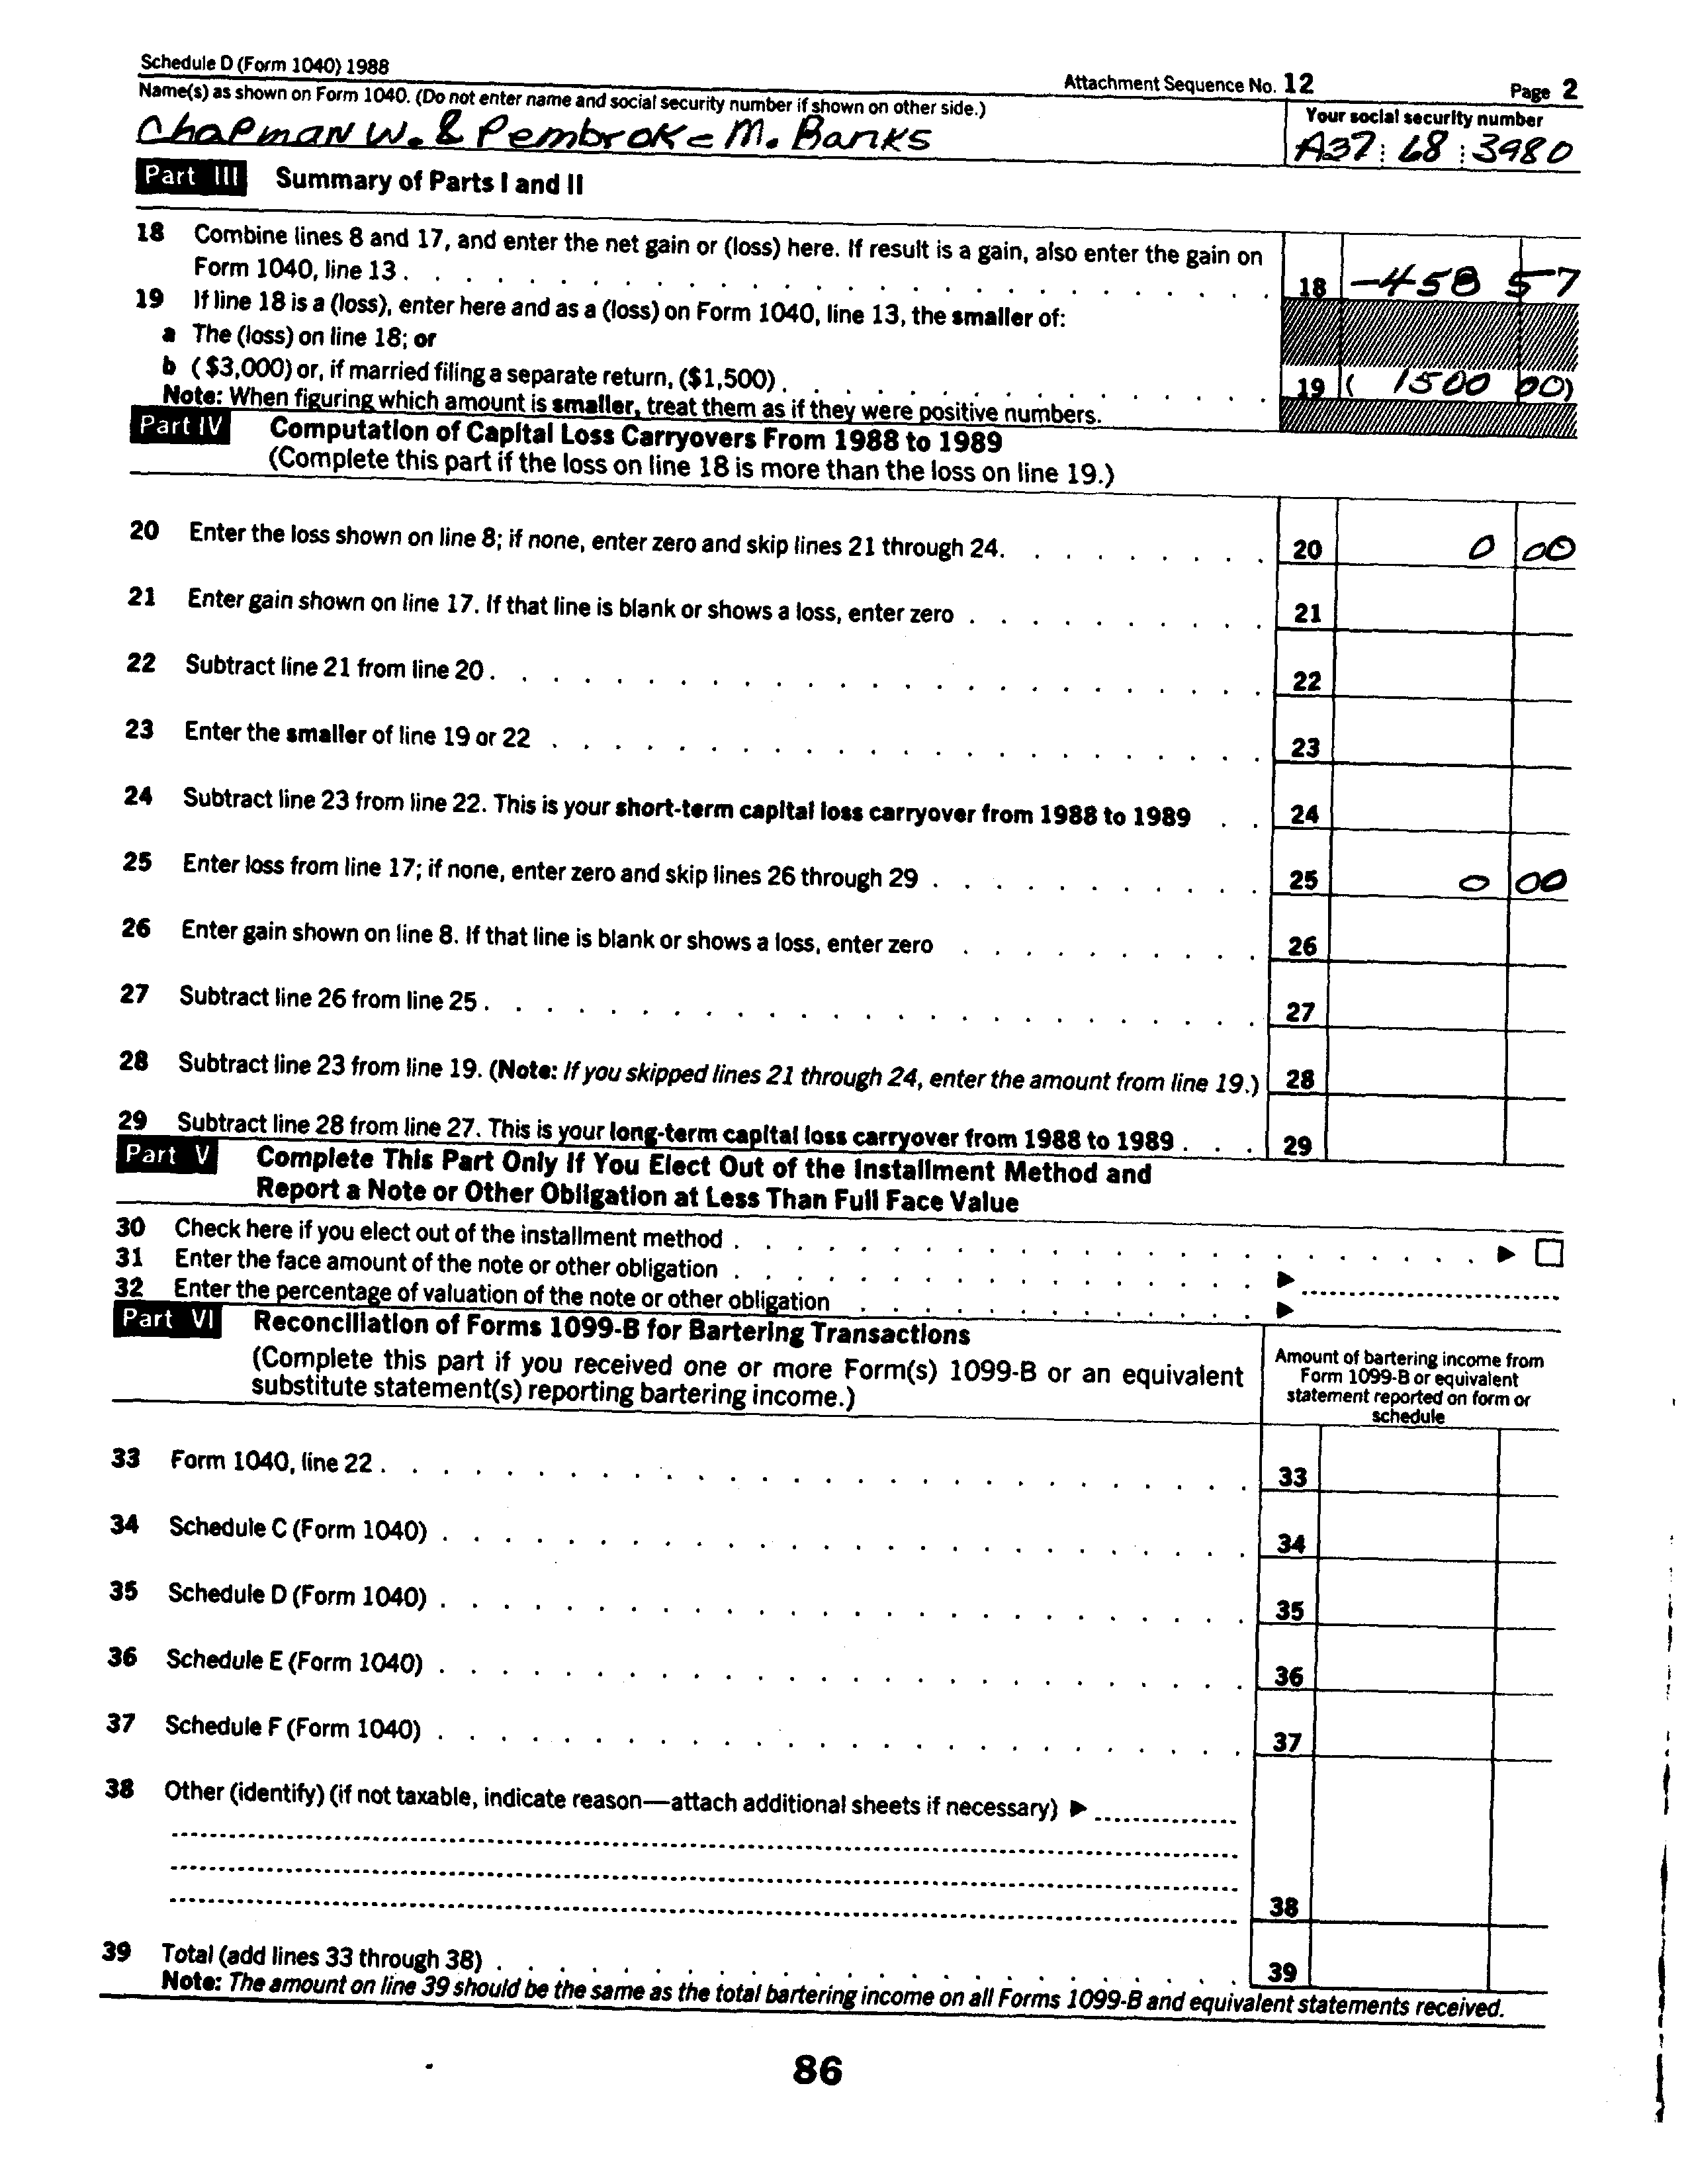 Schedule D (Form 1040) 1988
Attachment Sequence No. 12 Page 2
Name(s) as shown on Form 1040. (Do not enter name and social security number if shown on other side.)
Your social security number
Chapman W. & Pembroke M. Banks
A37 68 3980
Part III Summary of Parts I and II
18 Combine lines 8 and 17, and enter the net gain or (loss) here. If result is a gain, also enter the gain on
Form 1040, line 13 . . . . . . . . . . . . . . . . . . . . . . . . . . . 18 -458 57
19 If line 18 is a (loss), enter here and as a (loss) on Form 1040, line 13, the smaller of:
a The (loss) on line 18; or
b ($3,000) or, if married filing a separate return, ($1,500) . . . . . . . . . . . . . . . 19 ( 1500 00)
Note: When figuring which amount is smaller, treat them as if they were positive numbers.
Part IV Computation of Capital Loss Carryovers From 1988 to 1989
(Complete this part if the loss on line 18 is more than the loss on line 19.)
20 Enter the loss shown on line 8; if none, enter zero and skip lines 21 through 24. . . . . . . . . 20 0 00
21 Enter gain shown on line 17. If that line is blank or shows a loss, enter zero . . . . . . . . . . 21
22 Subtract line 21 from line 20 . . . . . . . . . . . . . . . . . . . . . . . . . 22
23 Enter the smaller of line 19 or 22 . . . . . . . . . . . . . . . . . . . . . . . 23
24 Subtract line 23 from line 22. This is your short-term capital loss carryover from 1988 to 1989 . . 24
25 Enter loss from line 17; if none, enter zero and skip lines 26 through 29 . . . . . . . . . . . 25 0 00
26 Enter gain shown on line 8. If that line is blank or shows a loss, enter zero . . . . . . . . . . 26
27 Subtract line 26 from line 25 . . . . . . . . . . . . . . . . . . . . . . . . . 27
28 Subtract line 23 from line 19. (Note: If you skipped lines 21 through 24, enter the amount from line 19.) 28
29 Subtract line 28 from line 27. This is your long-term capital loss carryover from 1988 to 1989 . . . 29
Part V Complete This Part Only If You Elect Out of the Installment Method and
Report a Note or Other Obligation at Less Than Full Face Value
30 Check here if you elect out of the installment method . . . . . . . . . . . . . . . . . . . . . . . . ▶ □
31 Enter the face amount of the note or other obligation . . . . . . . . . . . . . . . . . ▶
32 Enter the percentage of valuation of the note or other obligation . . . . . . . . . . . . . ▶
Part VI Reconciliation of Forms 1099-B for Bartering Transactions
(Complete this part if you received one or more Form(s) 1099-B or an equivalent
substitute statement(s) reporting bartering income.)
Amount of bartering income from
Form 1099-B or equivalent
statement reported on form or
schedule
33 Form 1040, line 22 . . . . . . . . . . . . . . . . . . . . . . . . . . . . 33
34 Schedule C (Form 1040) . . . . . . . . . . . . . . . . . . . . . . . . . . 34
35 Schedule D (Form 1040) . . . . . . . . . . . . . . . . . . . . . . . . . . 35
36 Schedule E (Form 1040) . . . . . . . . . . . . . . . . . . . . . . . . . . 36
37 Schedule F (Form 1040) . . . . . . . . . . . . . . . . . . . . . . . . . . 37
38 Other (identify) (if not taxable, indicate reason—attach additional sheets if necessary) ▶
38
39 Total (add lines 33 through 38) . . . . . . . . . . . . . . . . . . . . . . . . 39
Note: The amount on line 39 should be the same as the total bartering income on all Forms 1099-B and equivalent statements received.
86